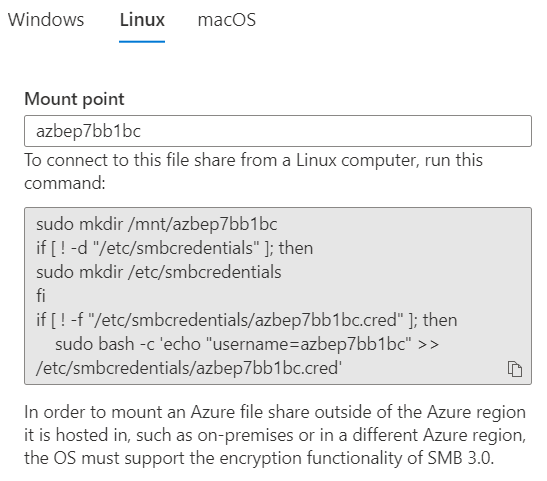 Windows Linux macOS
Mount point
azbep7bb1bc
To connect to this file share from a Linux computer, run this
command:
sudo mkdir /mnt/azbep7bb1bc
if [ ! -d "/etc/smbcredentials" ]; then
sudo mkdir /etc/smbcredentials
fi
if [ ! -f "/etc/smbcredentials/azbep7bb1bc.cred" ]; then
    sudo bash -c 'echo "username=azbep7bb1bc" >>
/etc/smbcredentials/azbep7bb1bc.cred'
In order to mount an Azure file share outside of the Azure region
it is hosted in, such as on-premises or in a different Azure region,
the OS must support the encryption functionality of SMB 3.0.